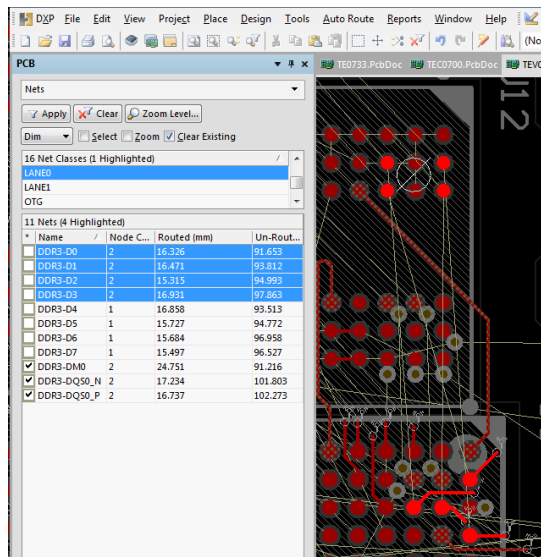 DXP File Edit View Project Place Design Tools Auto Route Reports Window Help
(No
PCB
TE0733.PcbDoc TEC0700.PcbDoc TEV0
Nets
Apply Clear Zoom Level...
Dim Select Zoom Clear Existing
16 Net Classes (1 Highlighted)
LANE0
LANE1
OTG
11 Nets (4 Highlighted)
* Name Node C... Routed (mm) Un-Rout...
DDR3-D0 2 16.326 91.653
DDR3-D1 2 16.471 93.812
DDR3-D2 2 15.315 94.993
DDR3-D3 2 16.931 97.863
DDR3-D4 1 16.858 93.513
DDR3-D5 1 15.727 94.772
DDR3-D6 1 15.684 96.958
DDR3-D7 1 15.497 96.527
DDR3-DM0 2 24.751 91.216
DDR3-DQS0_N 2 17.234 101.803
DDR3-DQS0_P 2 16.737 102.273
U12